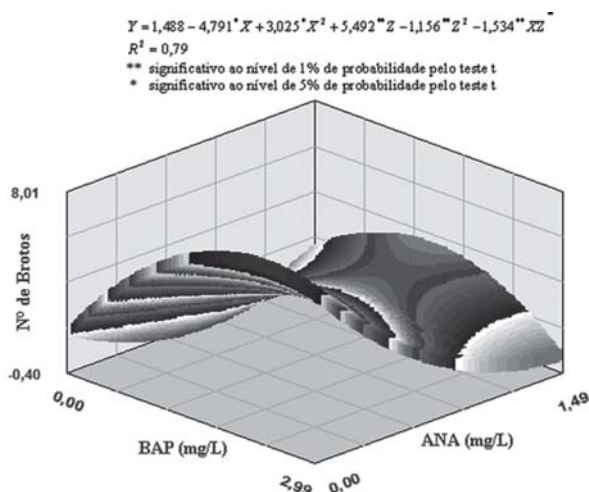 Y = 1,488 − 4,791* X + 3,025* X² + 5,492** Z − 1,156** Z² − 1,534** XZ
R² = 0,79
** significativo ao nível de 1% de probabilidade pelo teste t
* significativo ao nível de 5% de probabilidade pelo teste t
8,01
Nº de Brotos
-0,40
0,00
1,49
BAP (mg/L)
ANA (mg/L)
2,99
0,00